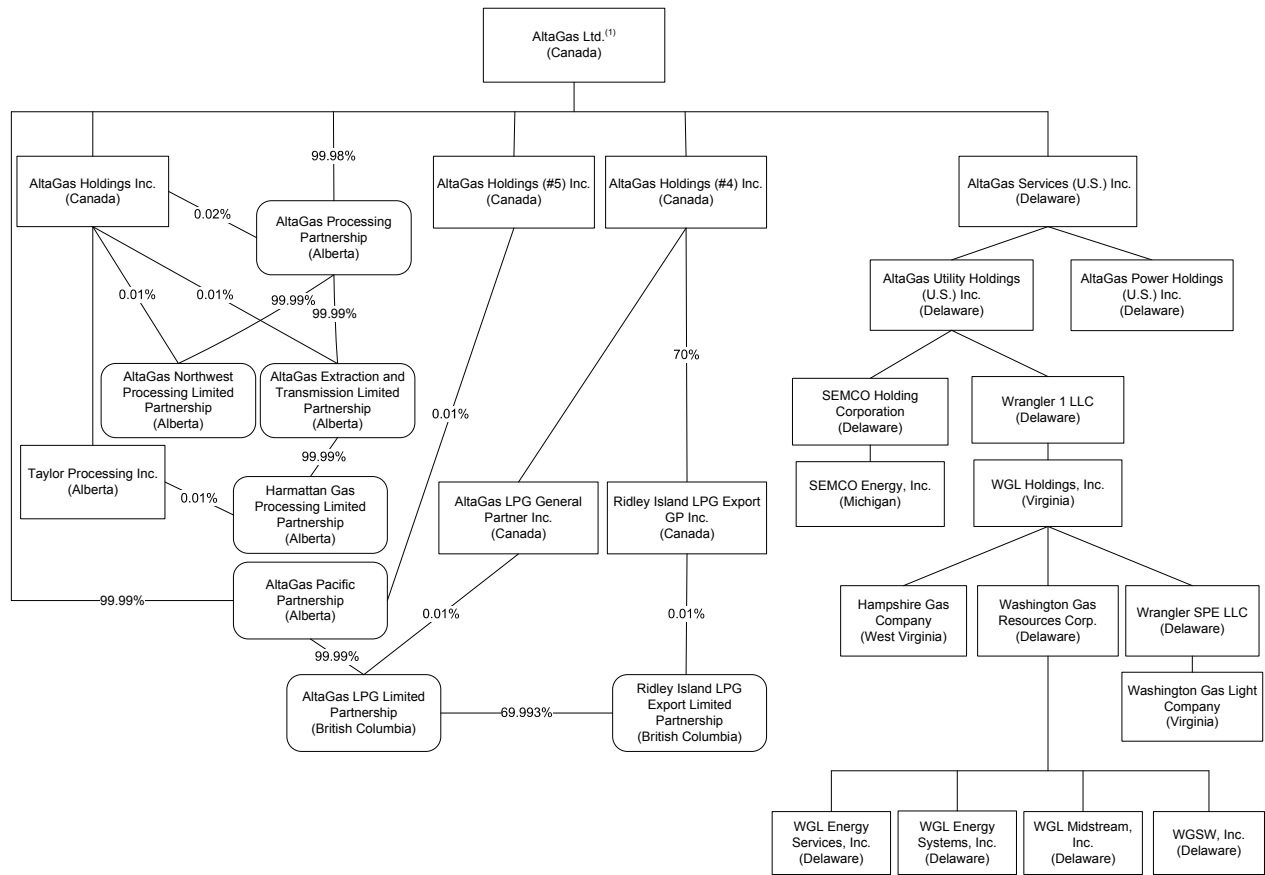 AltaGas Ltd.(1)
(Canada)
99.98%
AltaGas Holdings Inc.
(Canada)
AltaGas Holdings (#5) Inc.
(Canada)
AltaGas Holdings (#4) Inc.
(Canada)
AltaGas Services (U.S.) Inc.
(Delaware)
0.02%
AltaGas Processing
Partnership
(Alberta)
AltaGas Utility Holdings
(U.S.) Inc.
(Delaware)
AltaGas Power Holdings
(U.S.) Inc.
(Delaware)
0.01%
0.01%
99.99%
99.99%
70%
AltaGas Northwest
Processing Limited
Partnership
(Alberta)
AltaGas Extraction and
Transmission Limited
Partnership
(Alberta)
0.01%
SEMCO Holding
Corporation
(Delaware)
Wrangler 1 LLC
(Delaware)
99.99%
Taylor Processing Inc.
(Alberta)
0.01%
Harmattan Gas
Processing Limited
Partnership
(Alberta)
AltaGas LPG General
Partner Inc.
(Canada)
Ridley Island LPG Export
GP Inc.
(Canada)
SEMCO Energy, Inc.
(Michigan)
WGL Holdings, Inc.
(Virginia)
99.99%
AltaGas Pacific
Partnership
(Alberta)
0.01%
0.01%
Hampshire Gas
Company
(West Virginia)
Washington Gas
Resources Corp.
(Delaware)
Wrangler SPE LLC
(Delaware)
99.99%
AltaGas LPG Limited
Partnership
(British Columbia)
69.993%
Ridley Island LPG
Export Limited
Partnership
(British Columbia)
Washington Gas Light
Company
(Virginia)
WGL Energy
Services, Inc.
(Delaware)
WGL Energy
Systems, Inc.
(Delaware)
WGL Midstream,
Inc.
(Delaware)
WGSW, Inc.
(Delaware)